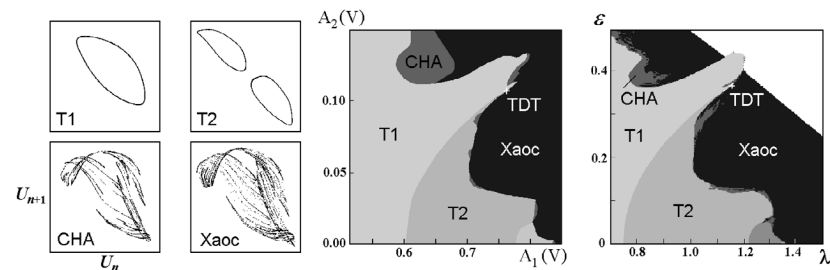 T1
T2
U_{n+1}
CHA
Xaoc
U_n
A₂(V)
0.10
0.05
0.00
0.6
0.7
A₁(V)
CHA
T1
TDT
Xaoc
T2
ε
0.4
0.2
0
0.8
1.0
1.2
1.4
λ
CHA
T1
TDT
Xaoc
T2